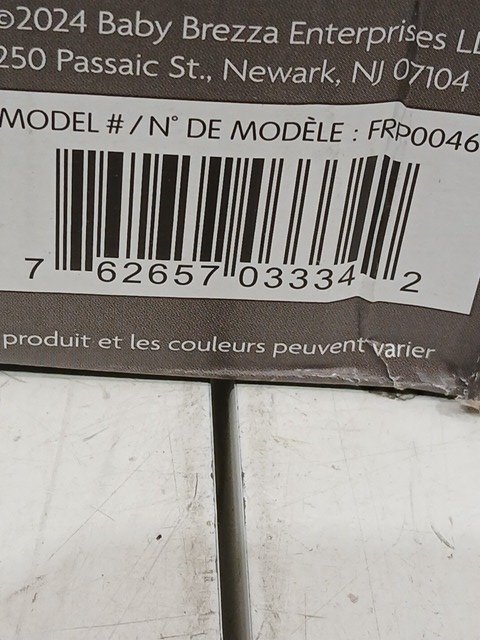 ©2024 Baby Brezza Enterprises
250 Passaic St., Newark, NJ 07104
MODEL # / N° DE MODÈLE : FRP0046
7 62657 03334 2
produit et les couleurs peuvent varier